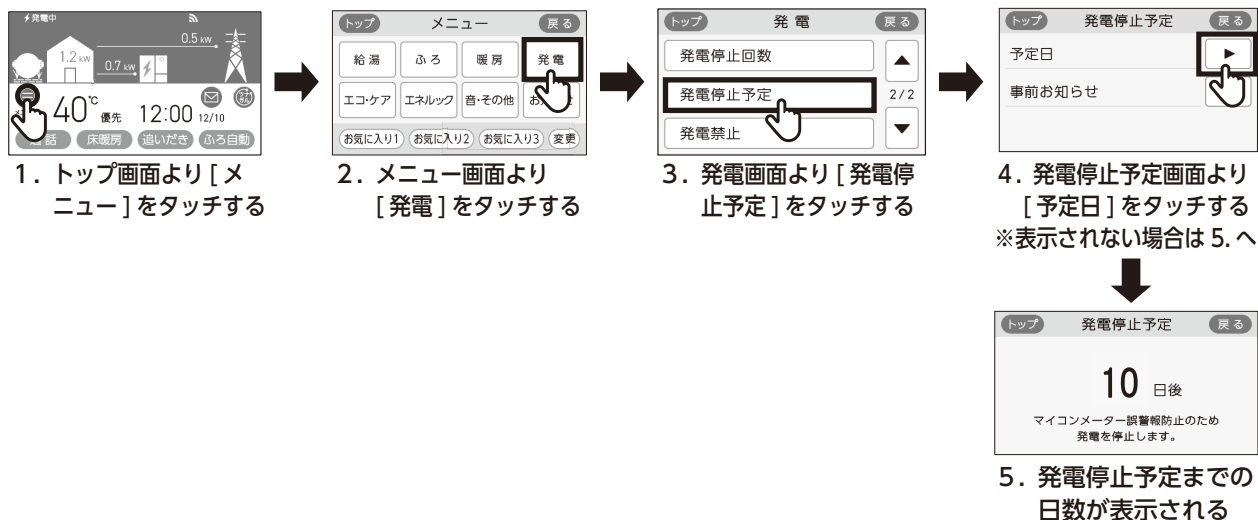 発電中
0.5 kw
1.2 kw
0.7 kw
40℃ 優先 12:00 12/10
話 床暖房 追いだき ふろ自動
1. トップ画面より [ メ
ニュー ] をタッチする
トップ メニュー 戻る
給湯 ふろ 暖房 発電
エコ・ケア エネルック 音・その他 お
お気に入り1 お気に入り2 お気に入り3 変更
2. メニュー画面より
[ 発電 ] をタッチする
トップ 発電 戻る
発電停止回数
発電停止予定
2/2
発電禁止
3. 発電画面より [ 発電停
止予定 ] をタッチする
トップ 発電停止予定 戻る
予定日
事前お知らせ
4. 発電停止予定画面より
[ 予定日 ] をタッチする
※表示されない場合は 5. へ
トップ 発電停止予定 戻る
10 日後
マイコンメーター誤警報防止のため
発電を停止します。
5. 発電停止予定までの
日数が表示される